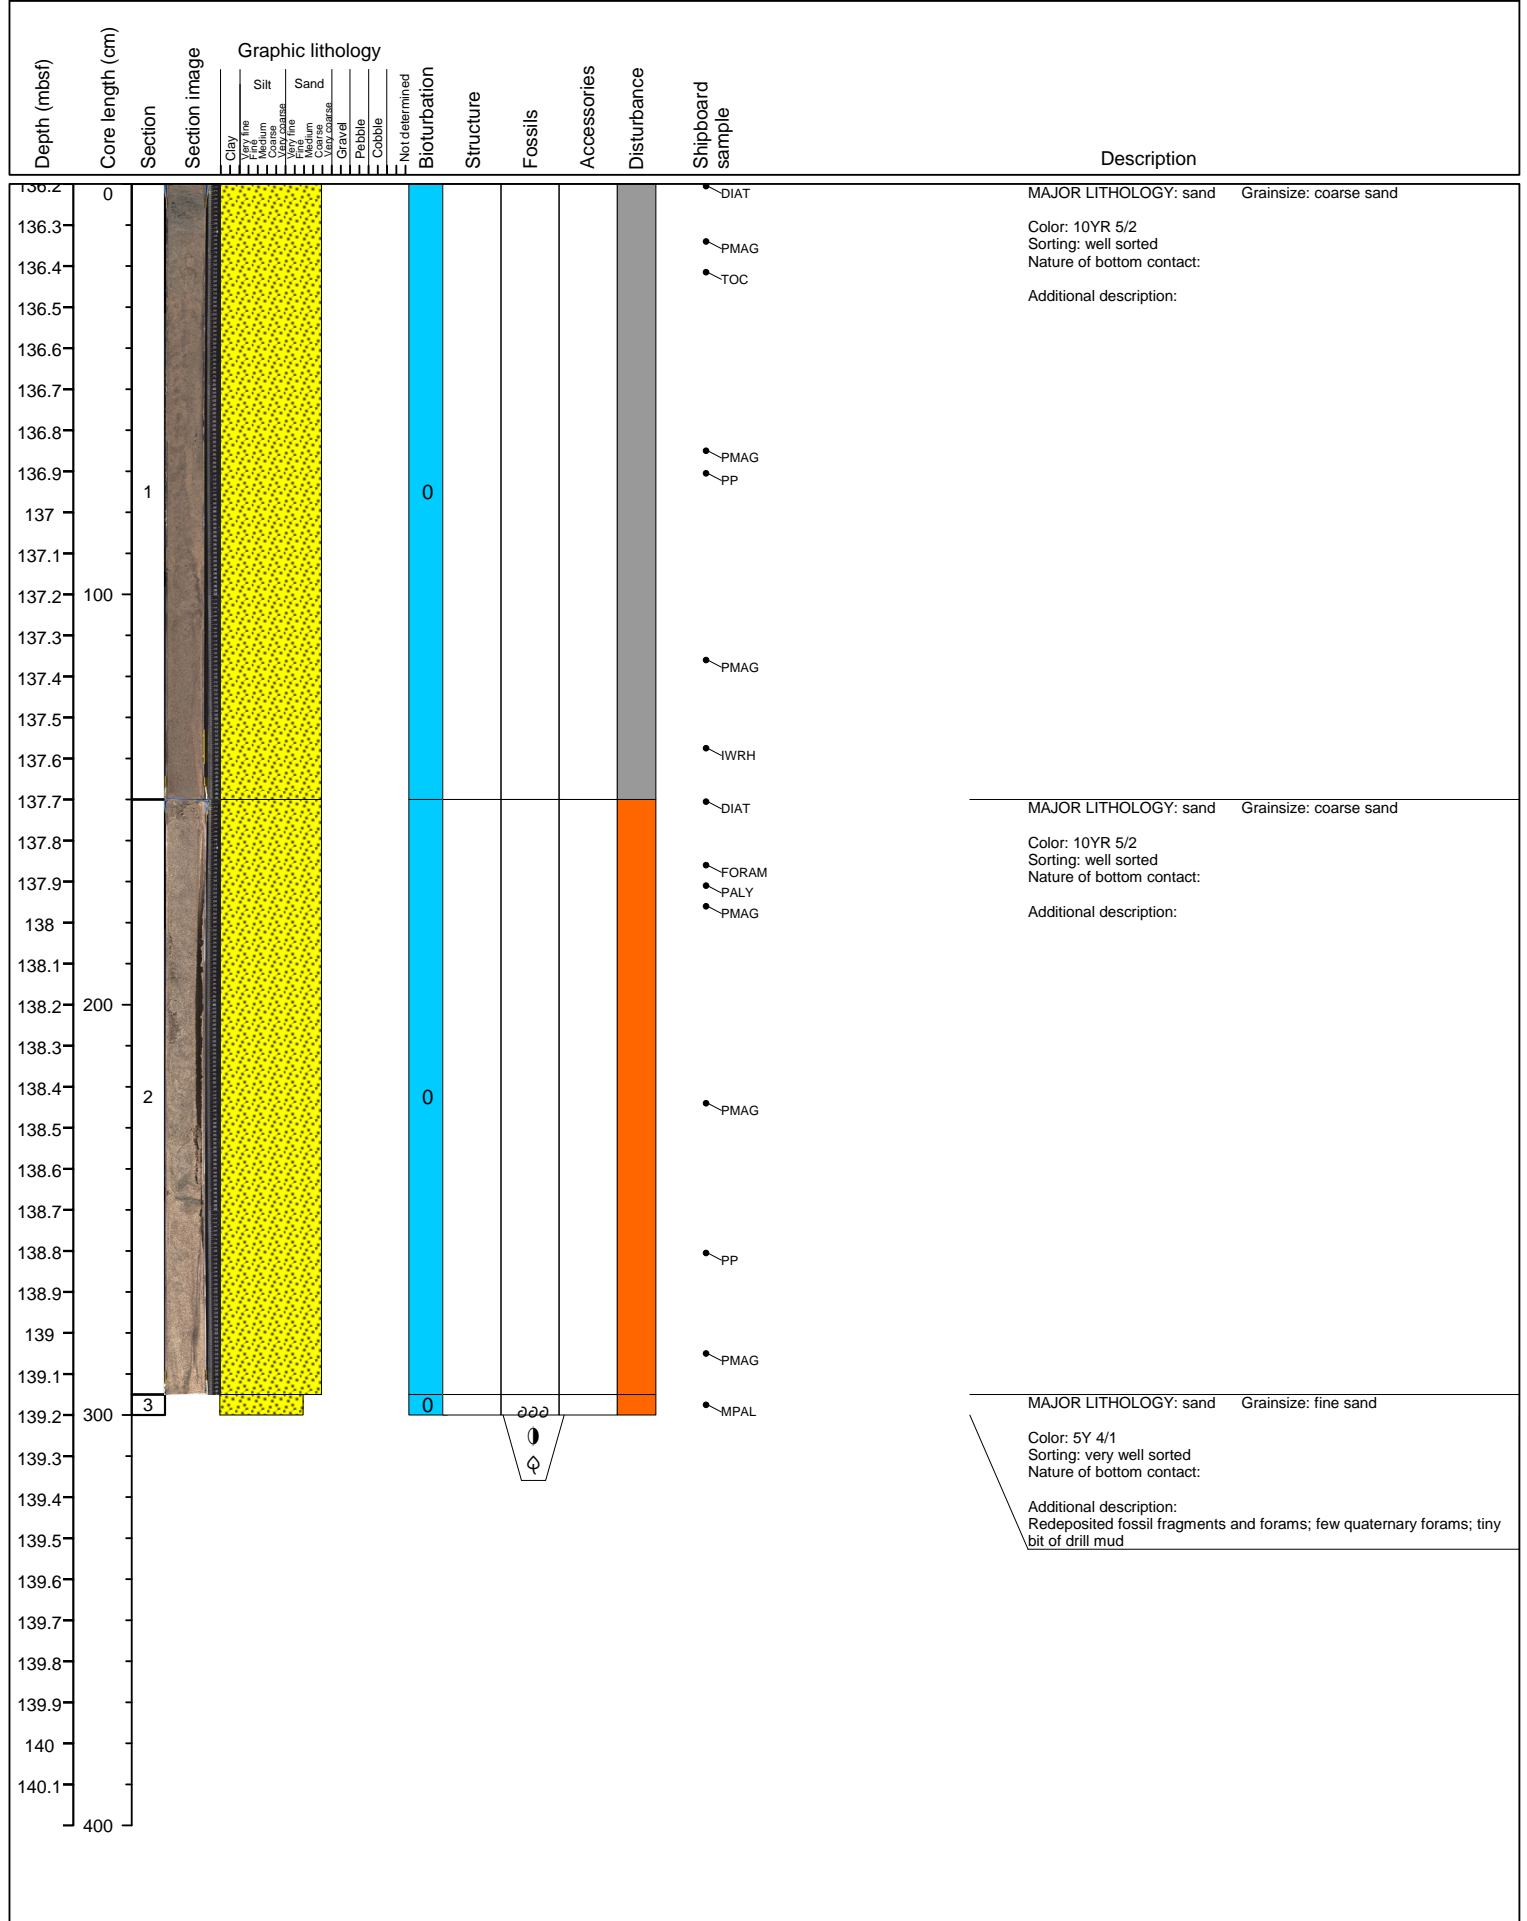 Depth (mbsf)
Core length (cm)
Section
Section image
Graphic lithology
Clay
Silt
Very fine
Fine
Medium
Coarse
Very coarse
Sand
Very fine
Fine
Medium
Coarse
Very coarse
Gravel
Pebble
Cobble
Not determined
Bioturbation
Structure
Fossils
Accessories
Disturbance
Shipboard
sample
Description
136.2
136.3
136.4
136.5
136.6
136.7
136.8
136.9
137
137.1
137.2
137.3
137.4
137.5
137.6
137.7
137.8
137.9
138
138.1
138.2
138.3
138.4
138.5
138.6
138.7
138.8
138.9
139
139.1
139.2
139.3
139.4
139.5
139.6
139.7
139.8
139.9
140
140.1
0
100
200
300
400
1
2
3
0
0
0
DIAT
PMAG
TOC
PMAG
PP
PMAG
IWRH
DIAT
FORAM
PALY
PMAG
PMAG
PP
PMAG
MPAL
MAJOR LITHOLOGY: sand Grainsize: coarse sand
Color: 10YR 5/2
Sorting: well sorted
Nature of bottom contact:
Additional description:
MAJOR LITHOLOGY: sand Grainsize: coarse sand
Color: 10YR 5/2
Sorting: well sorted
Nature of bottom contact:
Additional description:
MAJOR LITHOLOGY: sand Grainsize: fine sand
Color: 5Y 4/1
Sorting: very well sorted
Nature of bottom contact:
Additional description:
Redeposited fossil fragments and forams; few quaternary forams; tiny
bit of drill mud